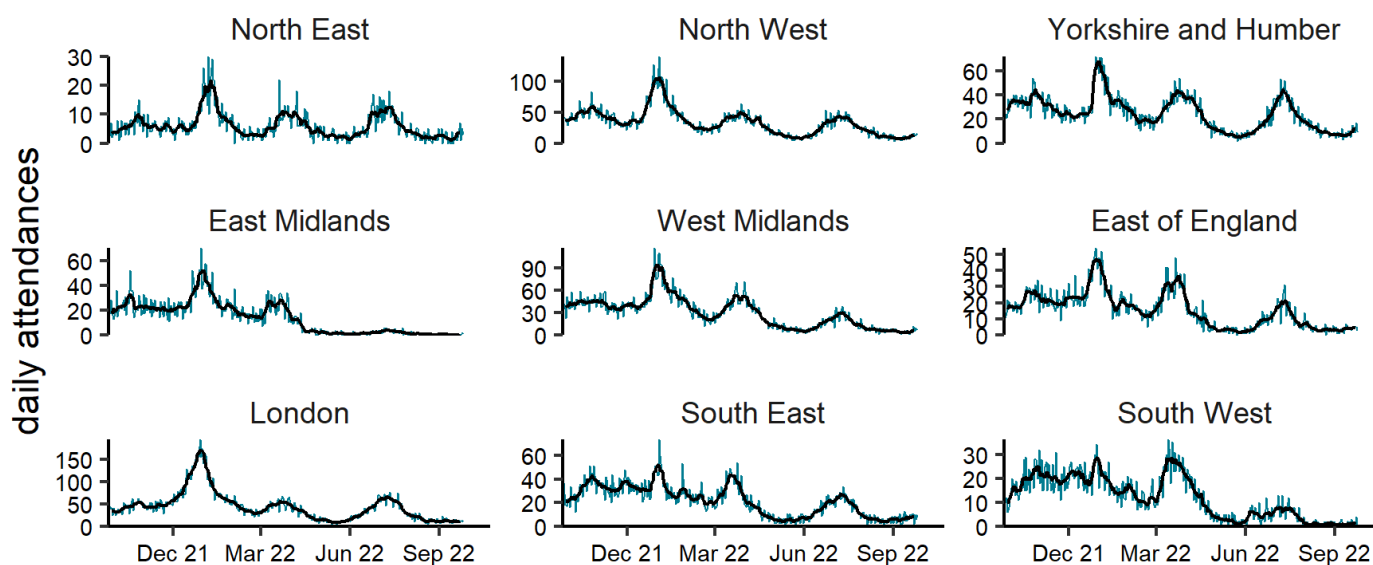 daily attendances
North East
30
20
10
0
North West
100
50
0
Yorkshire and Humber
60
40
20
0
East Midlands
60
40
20
0
West Midlands
90
60
30
0
East of England
50
40
30
20
10
0
London
150
100
50
0
Dec 21 Mar 22 Jun 22 Sep 22
South East
60
40
20
0
Dec 21 Mar 22 Jun 22 Sep 22
South West
30
20
10
0
Dec 21 Mar 22 Jun 22 Sep 22